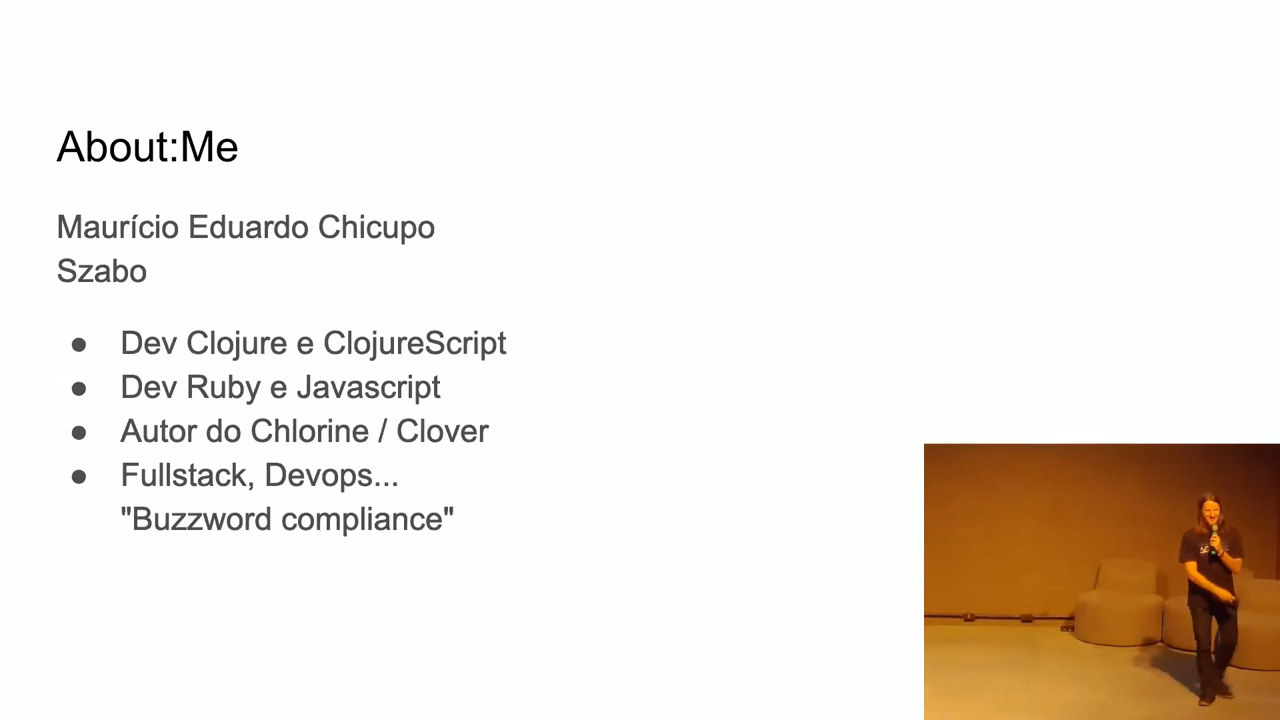 About:Me
Maurício Eduardo Chicupo
Szabo
● Dev Clojure e ClojureScript
● Dev Ruby e Javascript
● Autor do Chlorine / Clover
● Fullstack, Devops...
"Buzzword compliance"